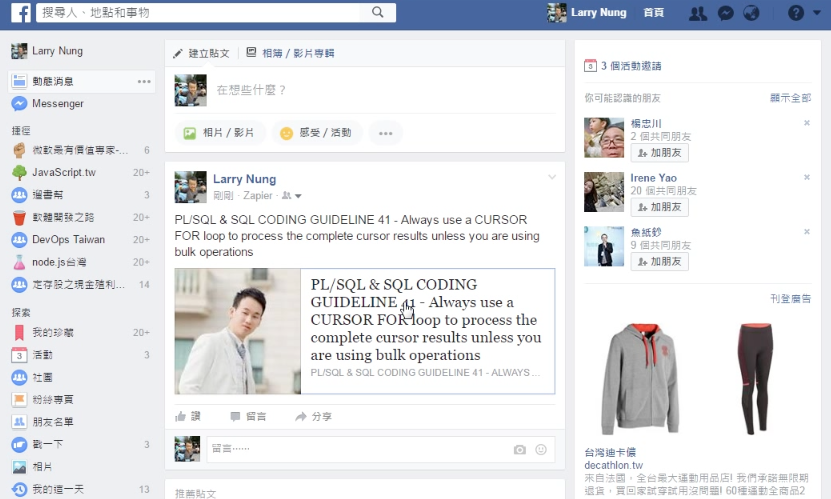 搜尋人、地點和事物
Larry Nung
首頁
Larry Nung
動態消息
Messenger
捷徑
微軟最有價值專家-... 6
JavaScript.tw 20+
溜書幫 3
軟體開發之路 20+
DevOps Taiwan 20+
node.js台灣 20+
定存股之現金殖利... 14
探索
我的珍藏 20+
活動 3
社團
粉絲專頁
朋友名單
戳一下 3
相片
我的這一天 13
建立貼文
相簿 / 影片專輯
在想些什麼？
相片 / 影片
感受 / 活動
Larry Nung
剛剛 · Zapier ·
PL/SQL & SQL CODING GUIDELINE 41 - Always use a CURSOR
FOR loop to process the complete cursor results unless you are using
bulk operations
PL/SQL & SQL CODING
GUIDELINE 41 - Always use a
CURSOR FOR loop to process the
complete cursor results unless you
are using bulk operations
PL/SQL & SQL CODING GUIDELINE 41 - ALWAYS ...
讚
留言
分享
留言......
推薦貼文
3 個活動邀請
你可能認識的朋友
顯示全部
楊忠川
2 個共同朋友
加朋友
Irene Yao
20 個共同朋友
加朋友
魚紙鈔
9 個共同朋友
加朋友
刊登廣告
台灣迪卡儂
decathlon.tw
來自法國，全台最大運動用品店! 我們承諾無限期
退貨，買回家試穿試用沒問題! 60種運動全商品2